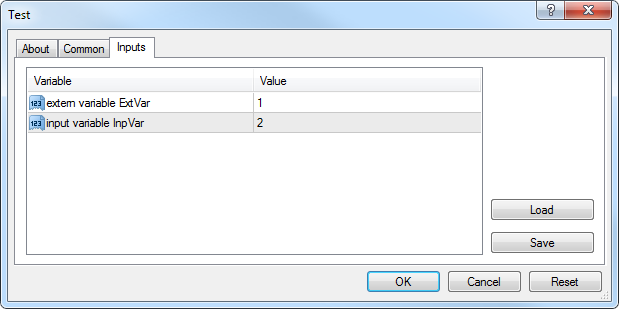 Test
?
About Common Inputs
Variable Value
123 extern variable ExtVar 1
123 input variable InpVar 2
Load
Save
OK Cancel Reset